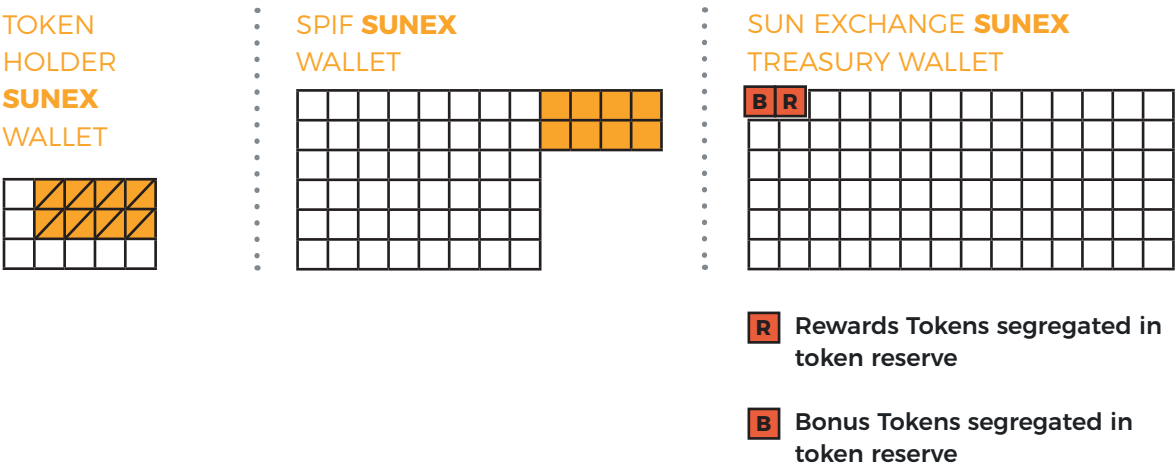 TOKEN
HOLDER
SUNEX
WALLET
SPIF SUNEX
WALLET
SUN EXCHANGE SUNEX
TREASURY WALLET
B R
R Rewards Tokens segregated in
token reserve
B Bonus Tokens segregated in
token reserve